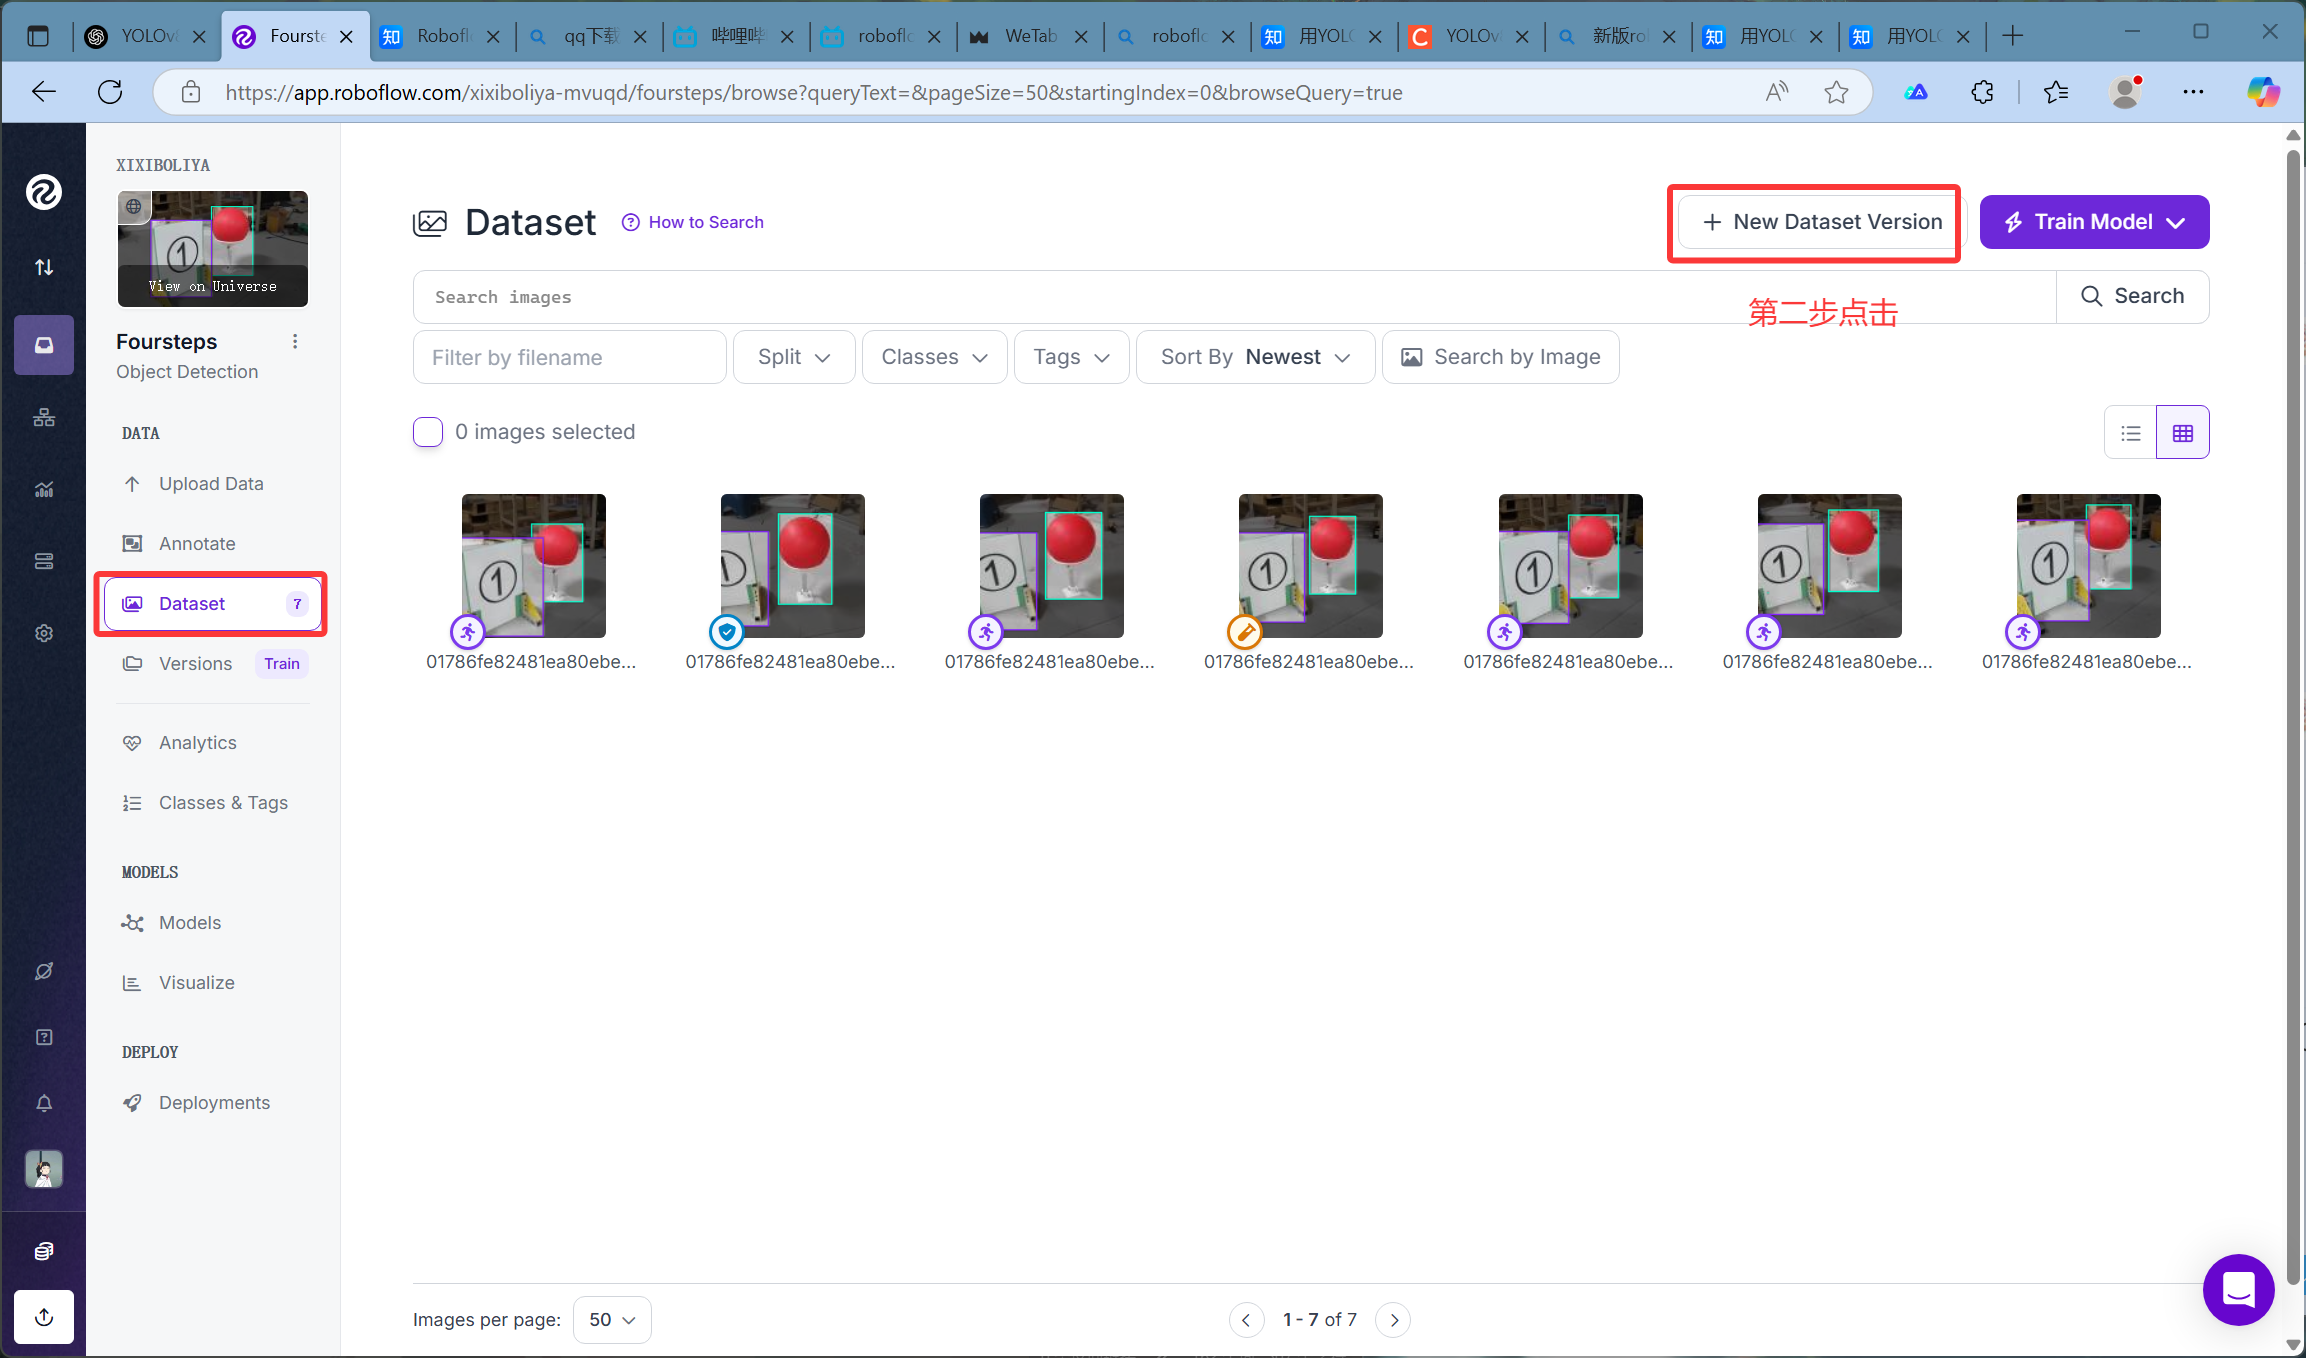 YOLOv
Fourste
Robofl
qq下载
哔哩哔
roboflo
WeTab
roboflo
用YOLO
YOLOv
新版ro
用YOLO
用YOLO
https://app.roboflow.com/xixiboliya-mvuqd/foursteps/browse?queryText=&pageSize=50&startingIndex=0&browseQuery=true
XIXIBOLIYA
View on Universe
Foursteps
Object Detection
DATA
Upload Data
Annotate
Dataset 7
Versions Train
Analytics
Classes & Tags
MODELS
Models
Visualize
DEPLOY
Deployments
Dataset How to Search
New Dataset Version
Train Model
Search images
Search
第二步点击
Filter by filename
Split
Classes
Tags
Sort By Newest
Search by Image
0 images selected
01786fe82481ea80ebe...
01786fe82481ea80ebe...
01786fe82481ea80ebe...
01786fe82481ea80ebe...
01786fe82481ea80ebe...
01786fe82481ea80ebe...
01786fe82481ea80ebe...
Images per page: 50
1 - 7 of 7